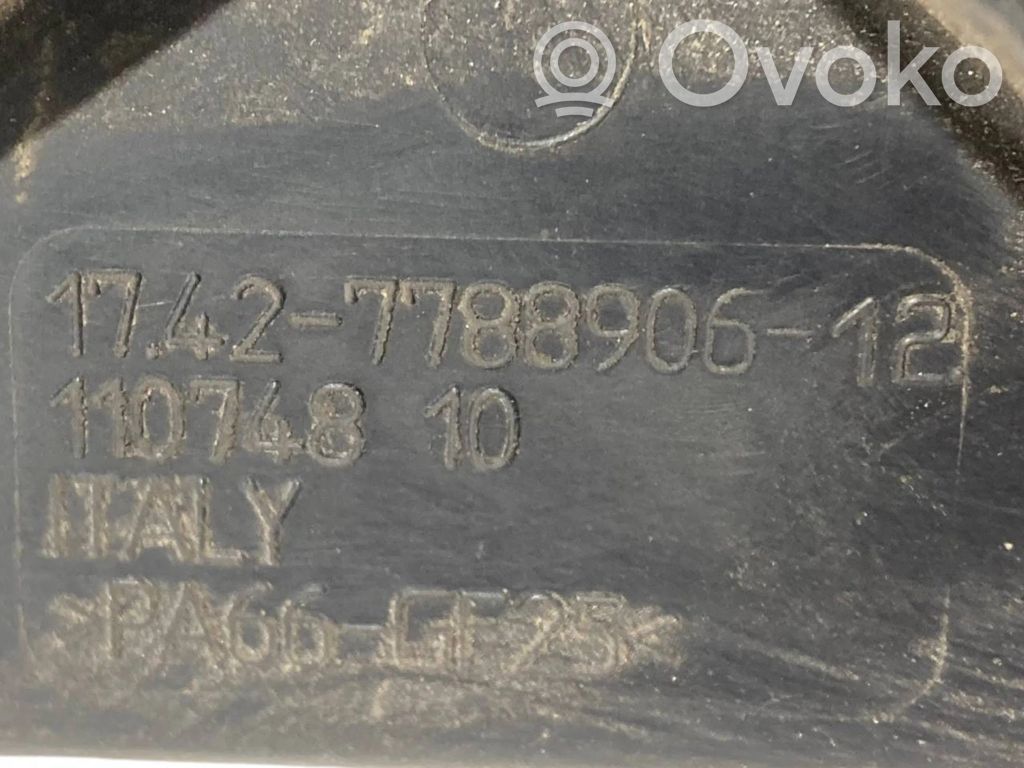 Ovoko
17.42-7788906-12
110748 10
ITALY
>PA66-GF25<